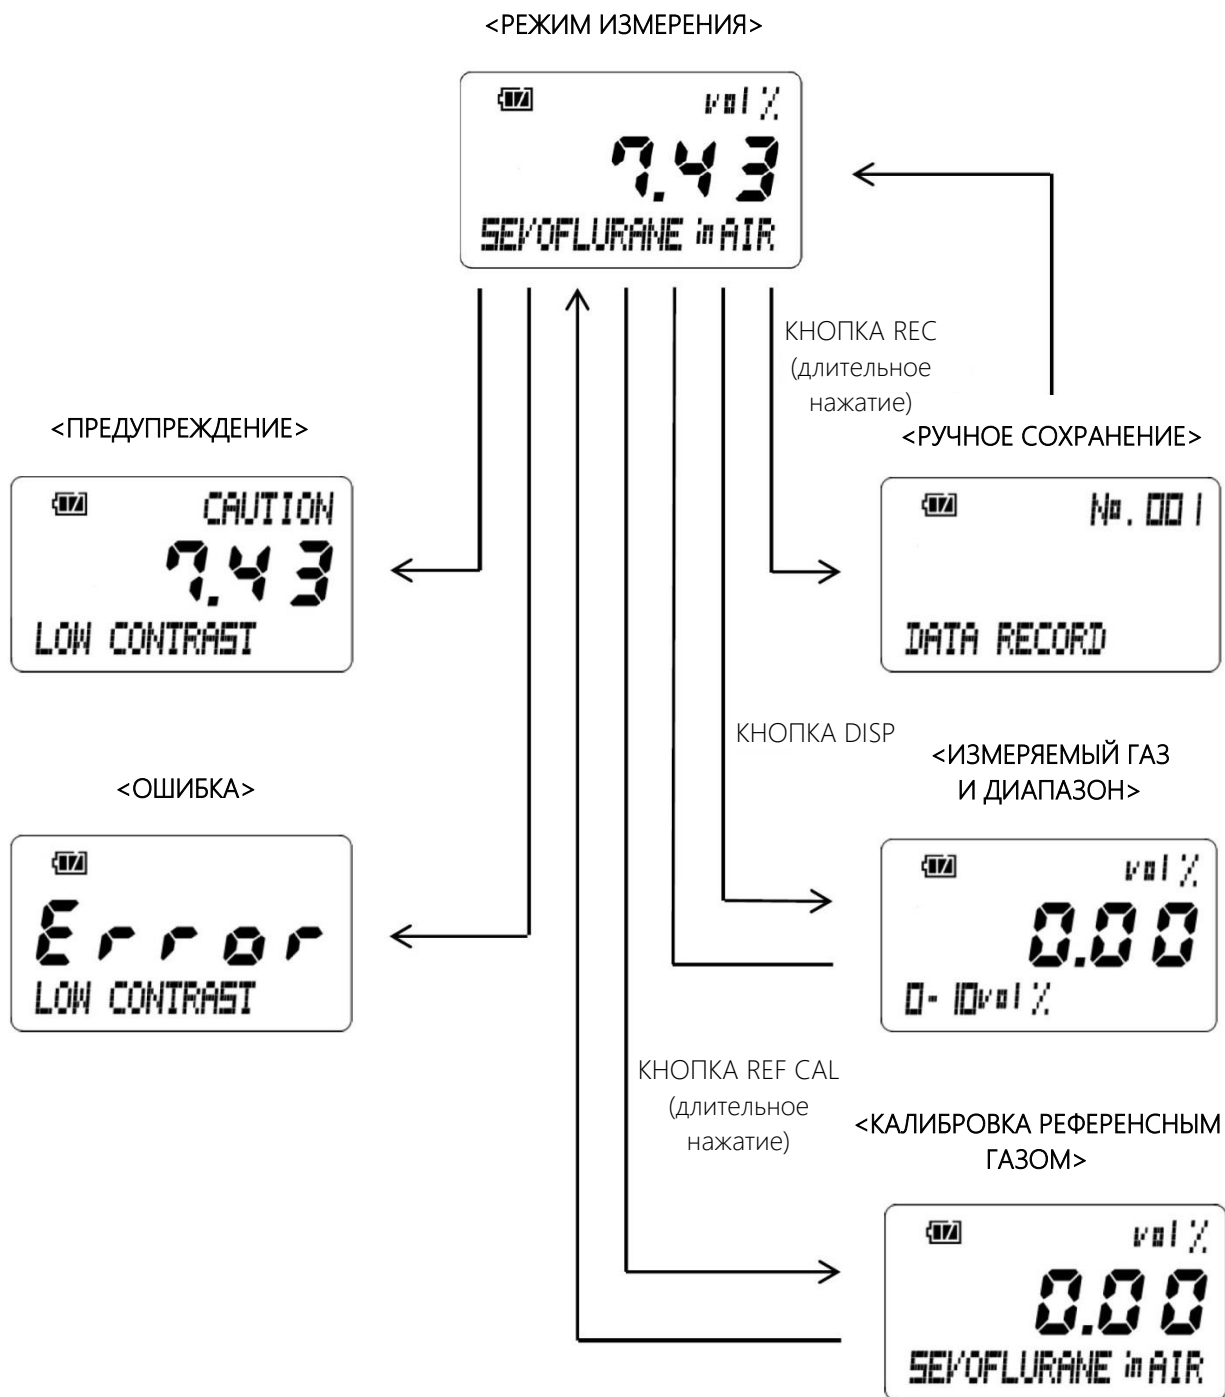 <РЕЖИМ ИЗМЕРЕНИЯ>
vol%
7.43
SEVOFLURANE in AIR
КНОПКА REC
(длительное
нажатие)
<ПРЕДУПРЕЖДЕНИЕ>
CAUTION
7.43
LOW CONTRAST
<РУЧНОЕ СОХРАНЕНИЕ>
No.001
DATA RECORD
КНОПКА DISP
<ОШИБКА>
Error
LOW CONTRAST
<ИЗМЕРЯЕМЫЙ ГАЗ
И ДИАПАЗОН>
vol%
0.00
0-10vol%
КНОПКА REF CAL
(длительное
нажатие)
<КАЛИБРОВКА РЕФЕРЕНСНЫМ
ГАЗОМ>
vol%
0.00
SEVOFLURANE in AIR